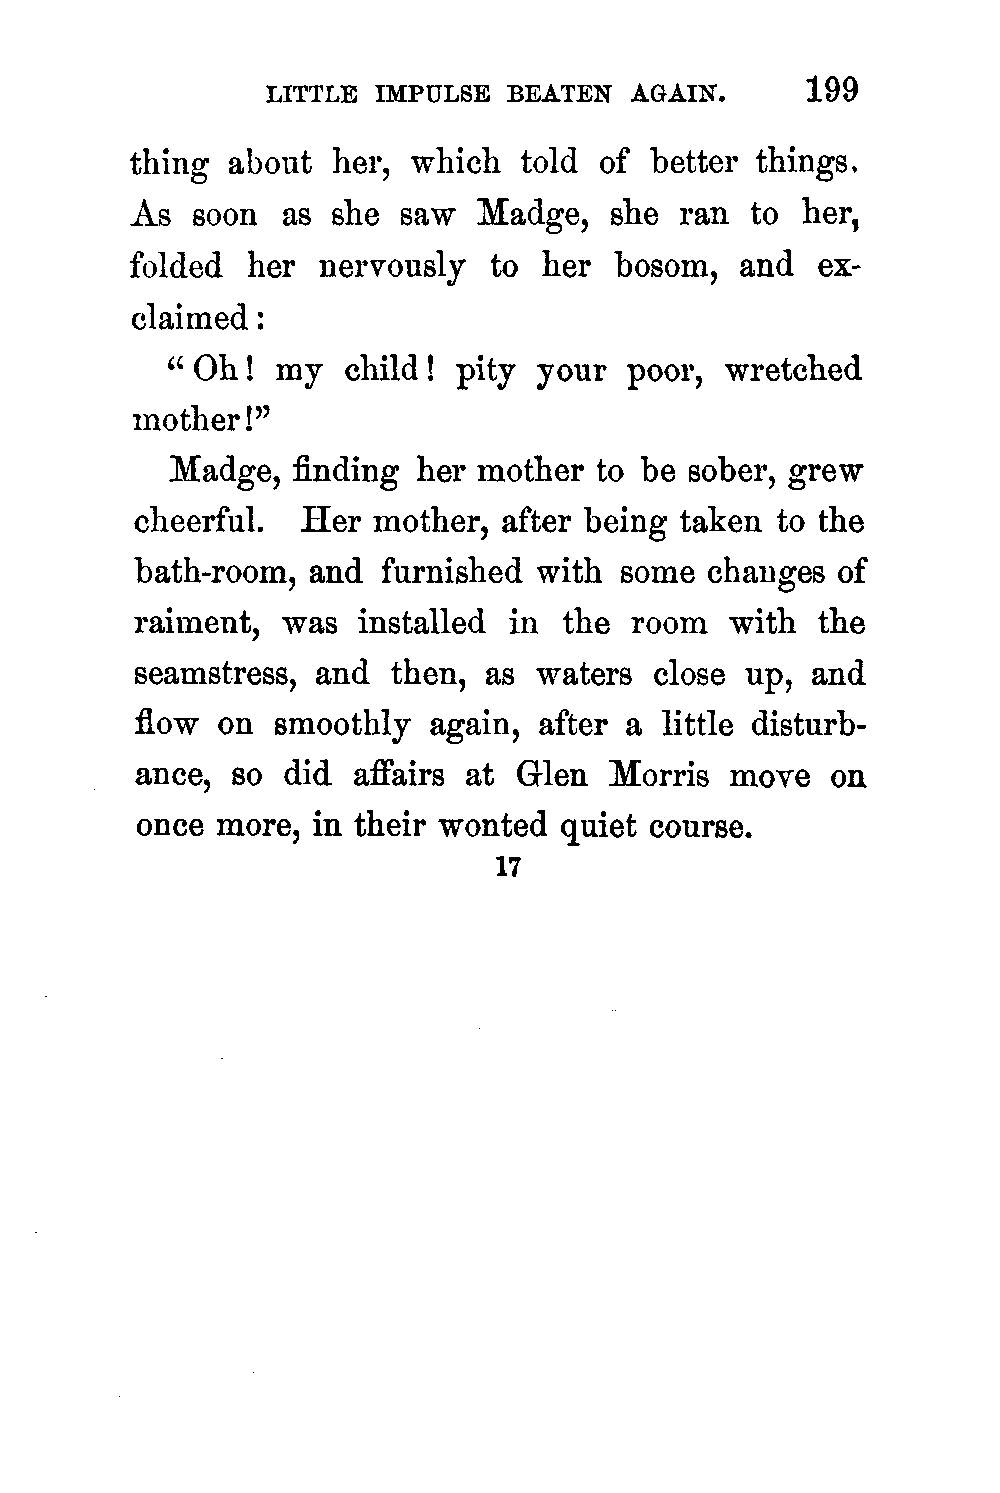 LITTLE IMPULSE BEATEN AGAIN. 199
thing about her, which told of better things.
As soon as she saw Madge, she ran to her,
folded her nervously to her bosom, and ex-
claimed:
“Oh! my child! pity your poor, wretched
mother!”
Madge, finding her mother to be sober, grew
cheerful. Her mother, after being taken to the
bath-room, and furnished with some changes of
raiment, was installed in the room with the
seamstress, and then, as waters close up, and
flow on smoothly again, after a little disturb-
ance, so did affairs at Glen Morris move on
once more, in their wonted quiet course.
17